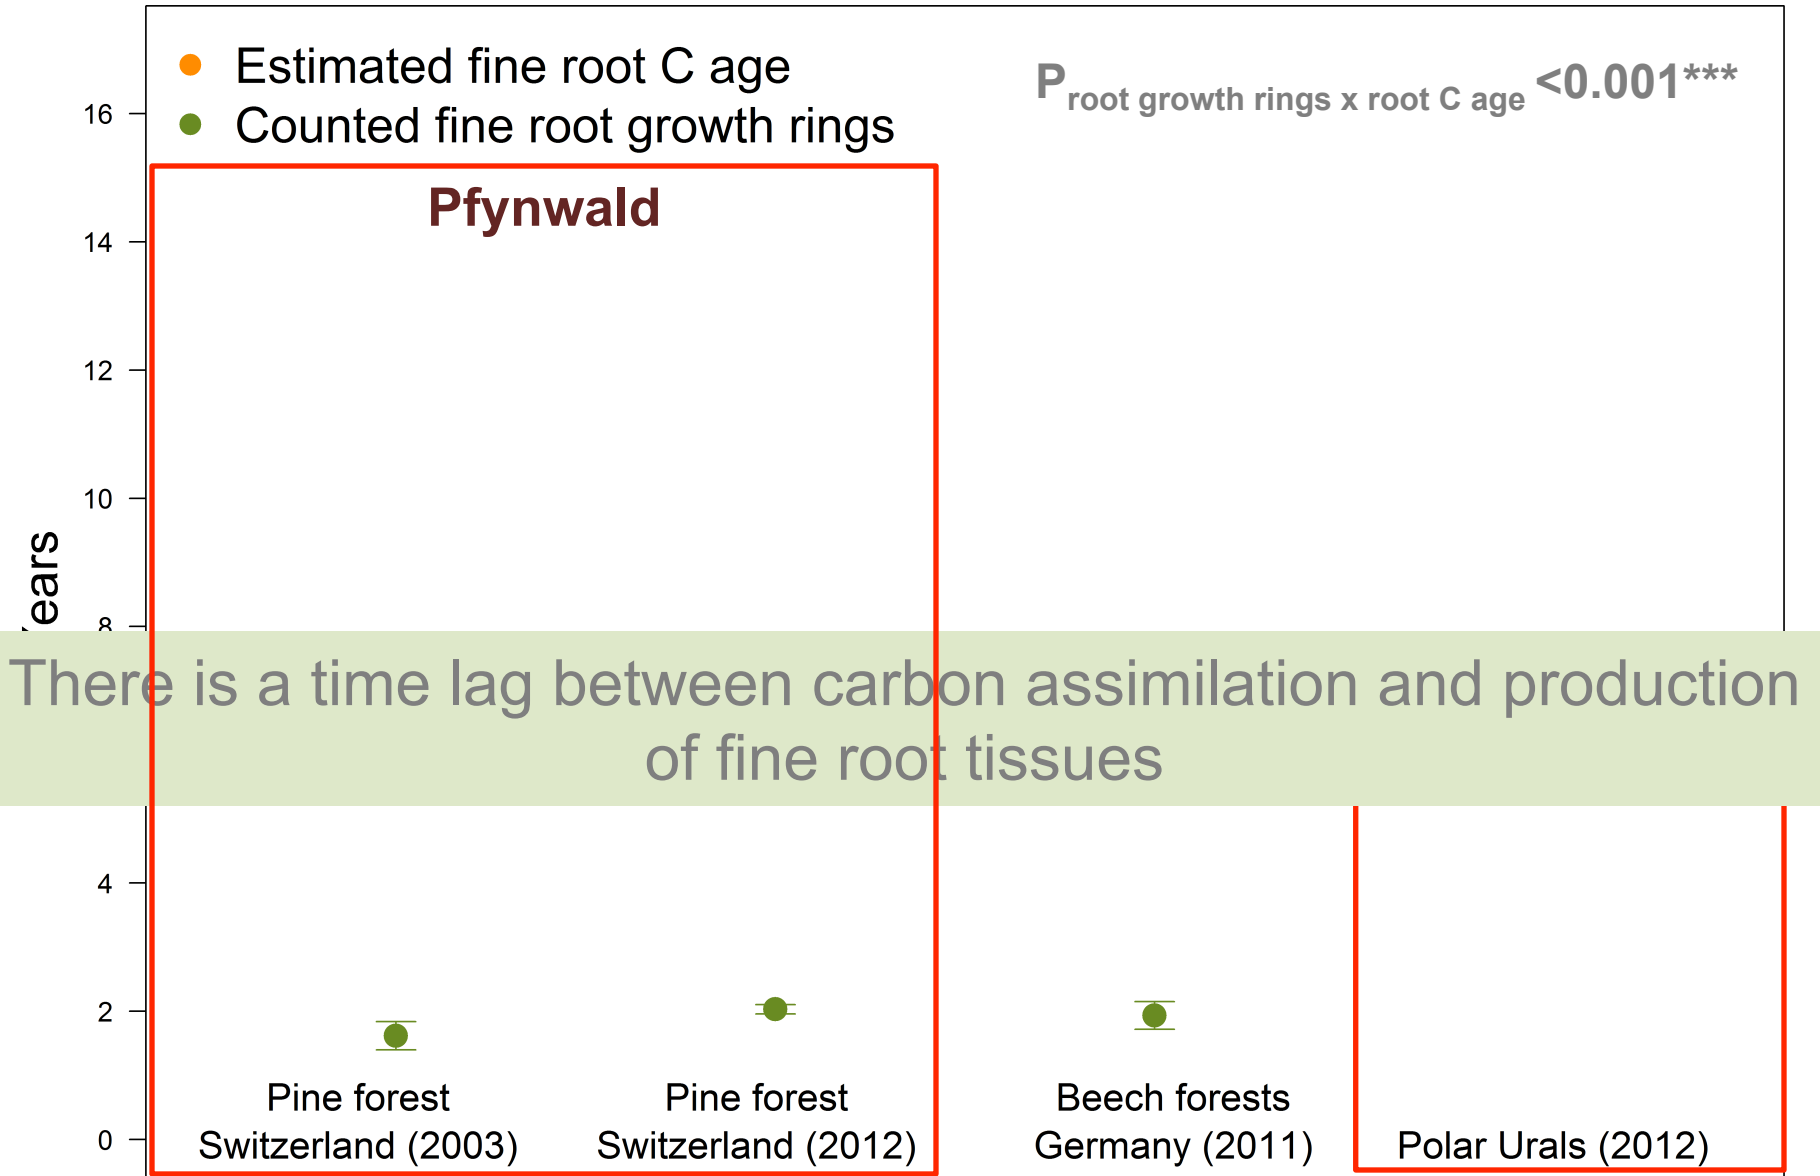 Estimated fine root C age
Counted fine root growth rings
P root growth rings x root C age <0.001***
Pfynwald
16
14
12
10
8
4
2
0
There is a time lag between carbon assimilation and production
of fine root tissues
Pine forest
Switzerland (2003)
Pine forest
Switzerland (2012)
Beech forests
Germany (2011)
Polar Urals (2012)